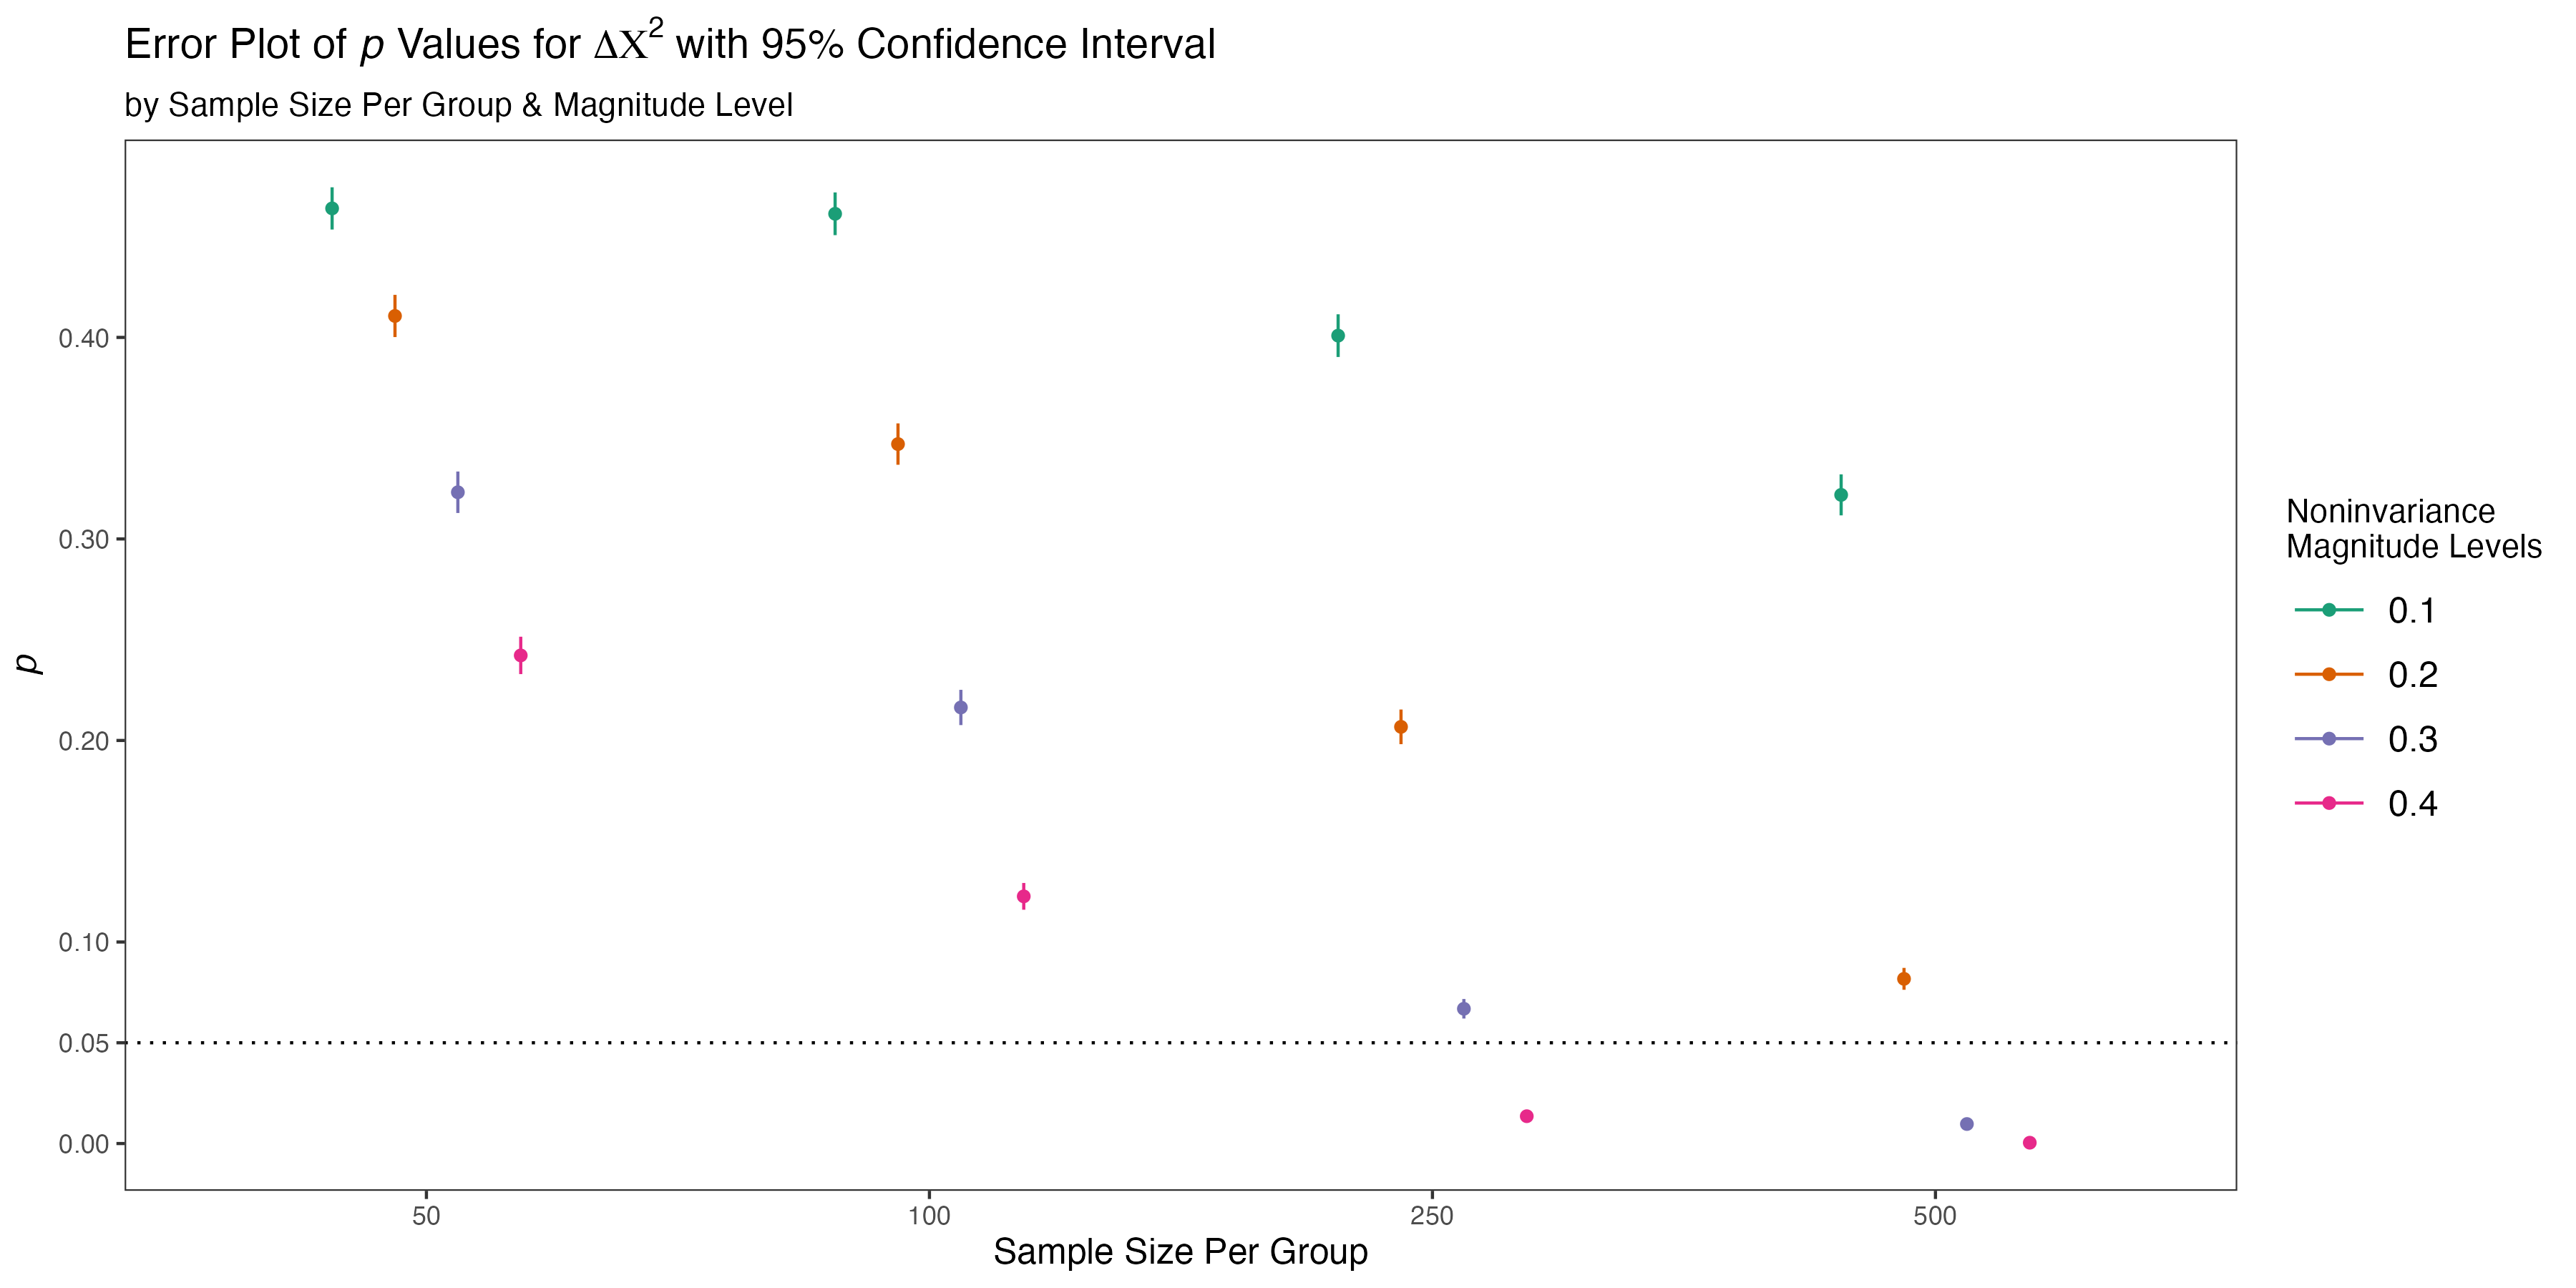 Error Plot of p Values for ΔΧ² with 95% Confidence Interval
by Sample Size Per Group & Magnitude Level
p
0.40
0.30
0.20
0.10
0.05
0.00
50 100 250 500
Sample Size Per Group
Noninvariance
Magnitude Levels
0.1
0.2
0.3
0.4